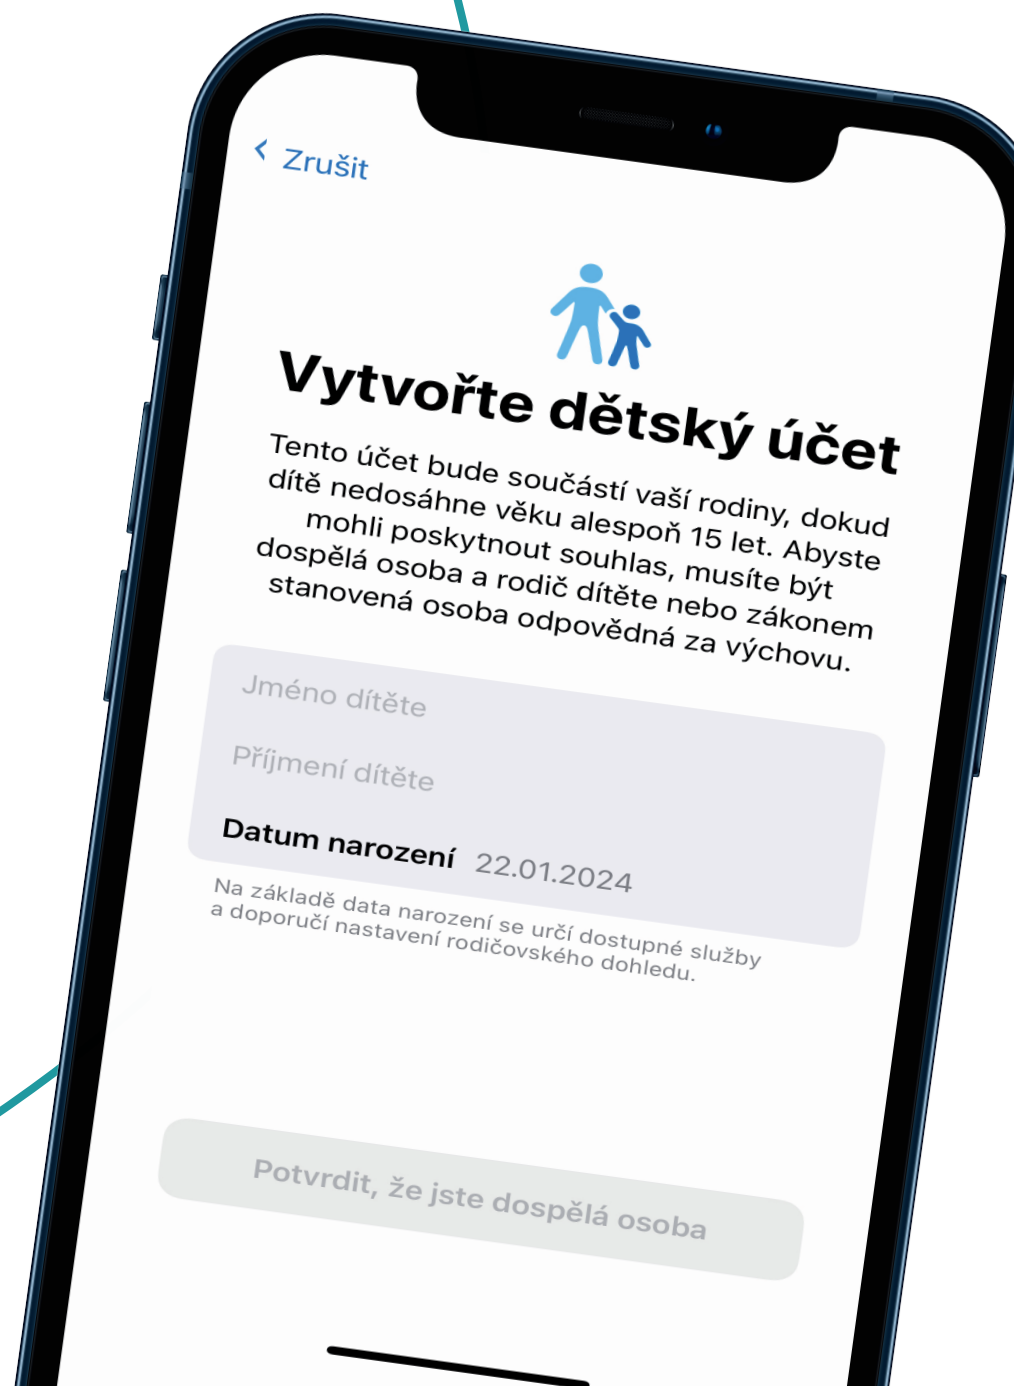 Zrušit
Vytvořte dětský účet
Tento účet bude součástí vaší rodiny, dokud
dítě nedosáhne věku alespoň 15 let. Abyste
mohli poskytnout souhlas, musíte být
dospělá osoba a rodič dítěte nebo zákonem
stanovená osoba odpovědná za výchovu.
Jméno dítěte
Příjmení dítěte
Datum narození 22.01.2024
Na základě data narození se určí dostupné služby
a doporučí nastavení rodičovského dohledu.
Potvrdit, že jste dospělá osoba